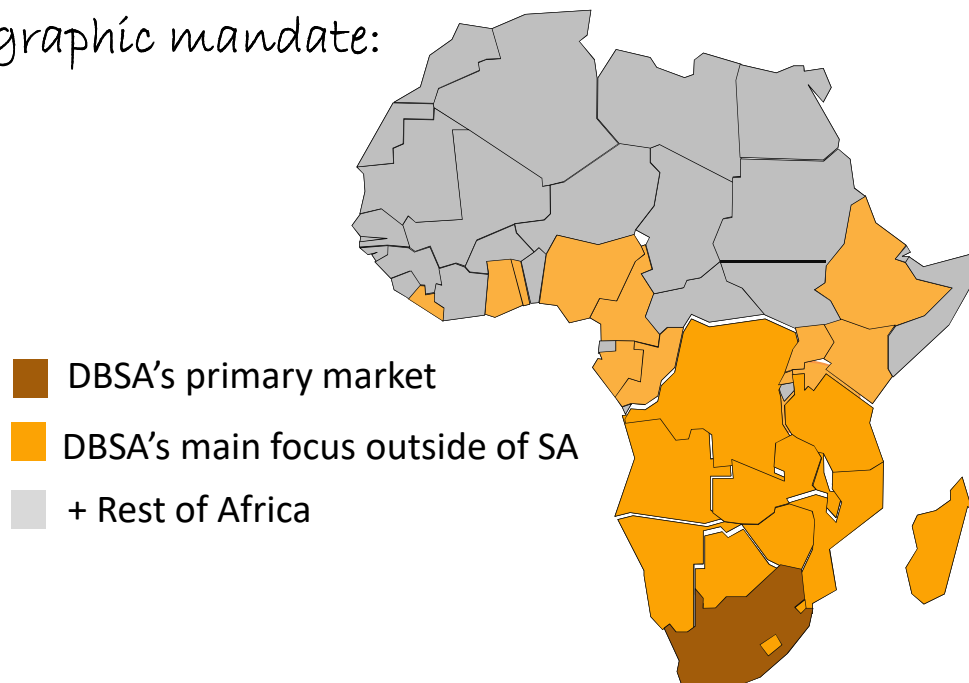 graphic mandate:
DBSA’s primary market
DBSA’s main focus outside of SA
+ Rest of Africa